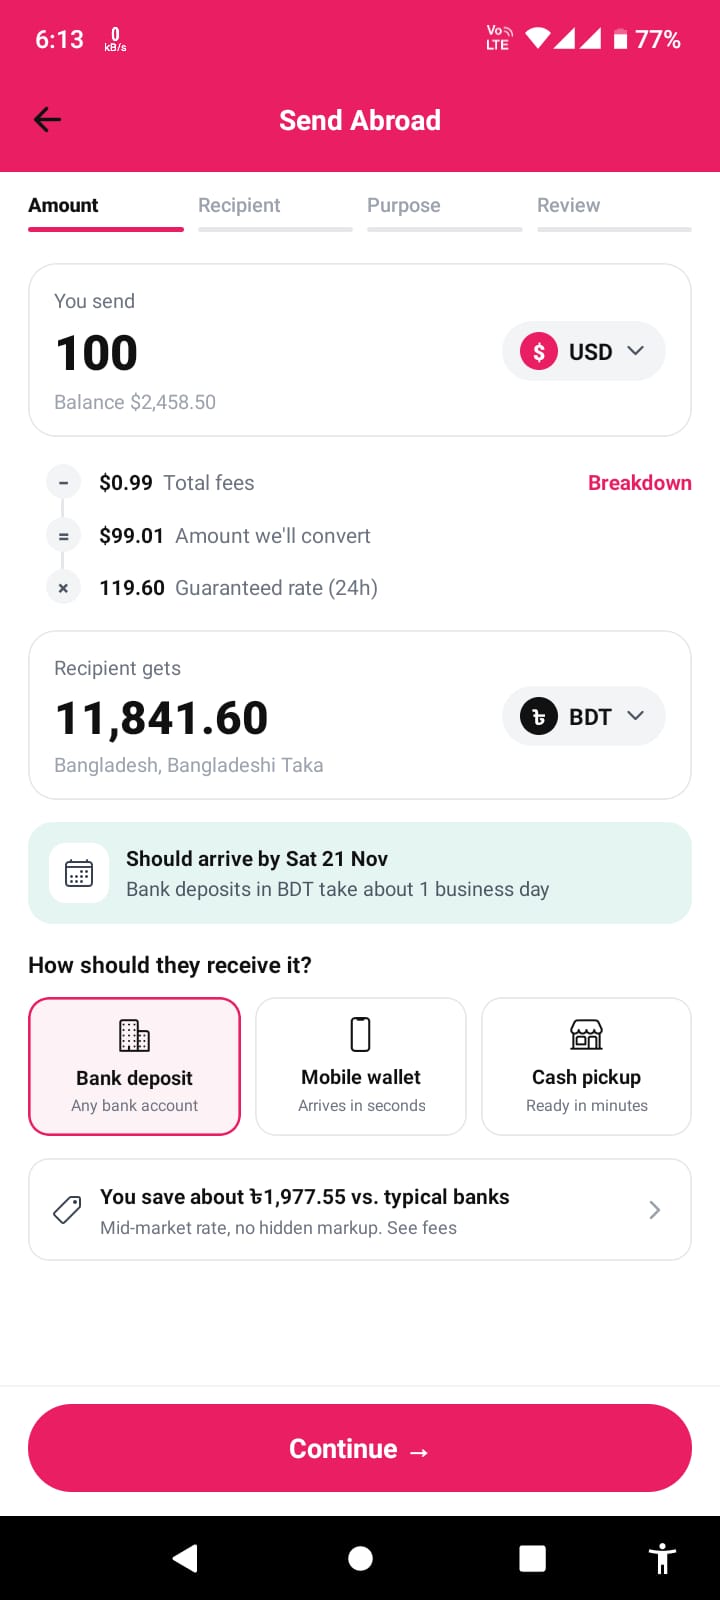 6:13 0 kB/s Vo LTE 77%
Send Abroad
Amount Recipient Purpose Review
You send
100
$ USD
Balance $2,458.50
− $0.99 Total fees Breakdown
= $99.01 Amount we'll convert
× 119.60 Guaranteed rate (24h)
Recipient gets
11,841.60
৳ BDT
Bangladesh, Bangladeshi Taka
Should arrive by Sat 21 Nov
Bank deposits in BDT take about 1 business day
How should they receive it?
Bank deposit
Any bank account
Mobile wallet
Arrives in seconds
Cash pickup
Ready in minutes
You save about ৳1,977.55 vs. typical banks
Mid-market rate, no hidden markup. See fees
Continue →